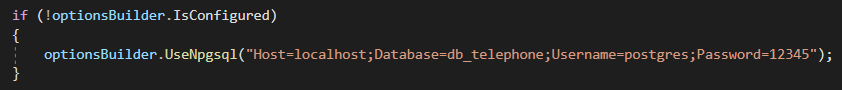 if (!optionsBuilder.IsConfigured)
{
optionsBuilder.UseNpgsql("Host=localhost;Database=db_telephone;Username=postgres;Password=12345");
}